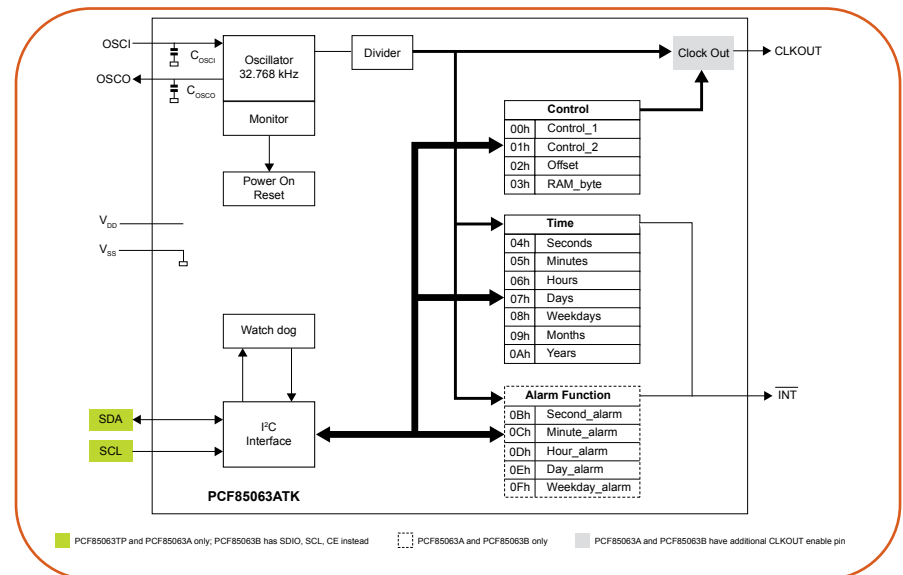 OSCI
C_OSCI
OSCO
C_OSCO
Oscillator
32.768 kHz
Divider
Clock Out
CLKOUT
Monitor
Power On
Reset
V_DD
V_SS
Control
00h Control_1
01h Control_2
02h Offset
03h RAM_byte
Time
04h Seconds
05h Minutes
06h Hours
07h Days
08h Weekdays
09h Months
0Ah Years
Watch dog
SDA
SCL
I²C
Interface
Alarm Function
0Bh Second_alarm
0Ch Minute_alarm
0Dh Hour_alarm
0Eh Day_alarm
0Fh Weekday_alarm
INT
PCF85063ATK
PCF85063TP and PCF85063A only; PCF85063B has SDIO, SCL, CE instead
PCF85063A and PCF85063B only
PCF85063A and PCF85063B have additional CLKOUT enable pin